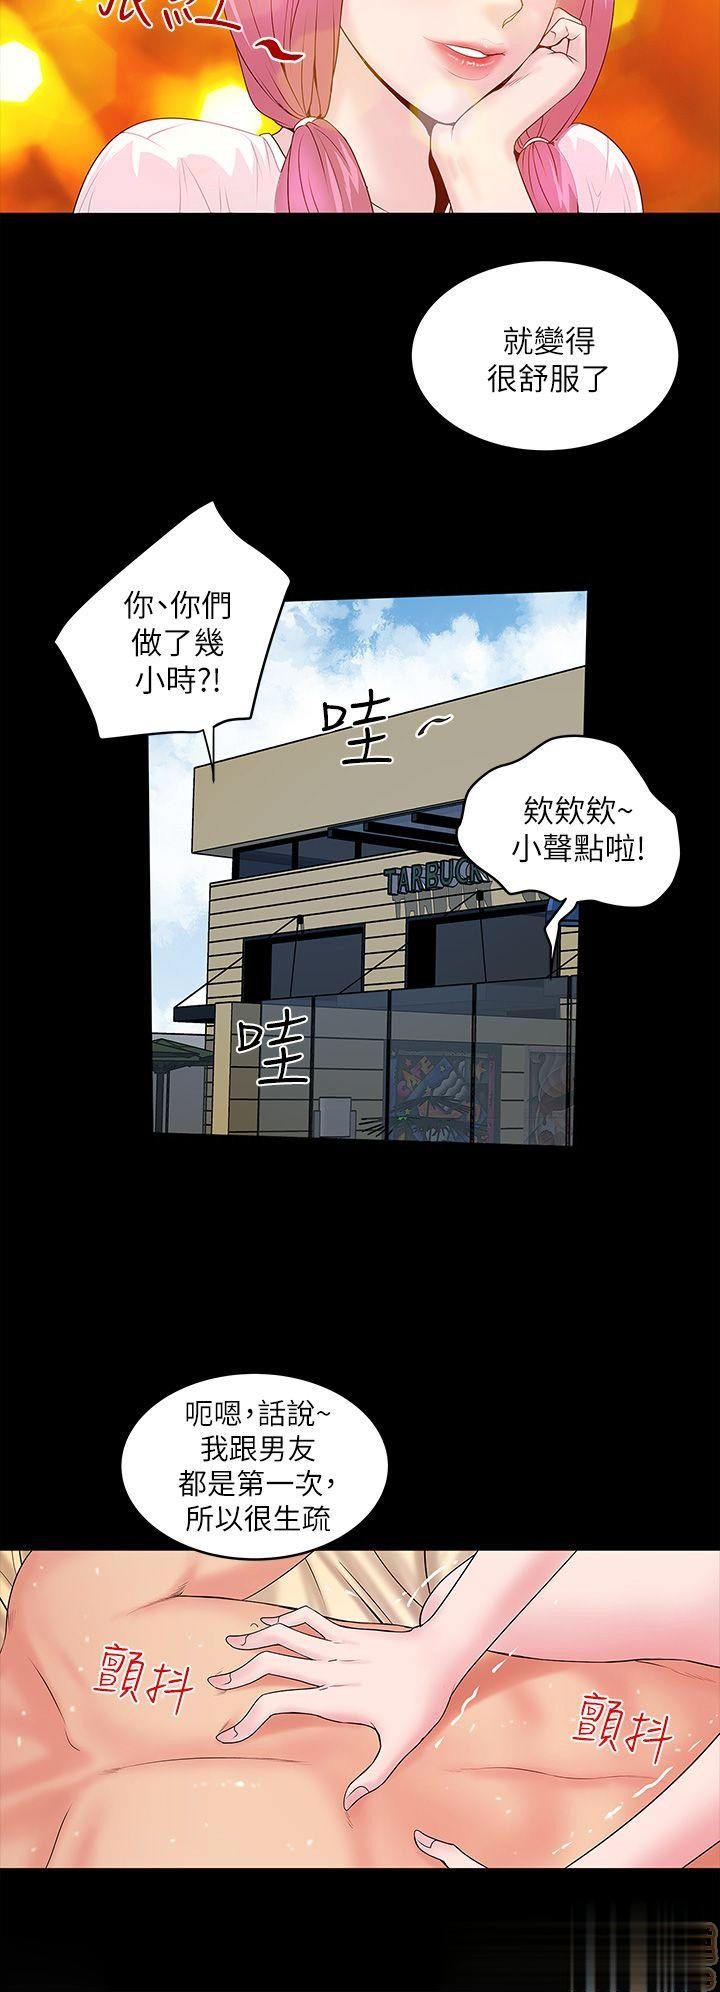 就變得
很舒服了
你、你們
做了幾
小時?!
哇~
欸欸欸~
小聲點啦!
TARBUCK
哇
CAFE
呃嗯,話說~
我跟男友
都是第一次,
所以很生疏
顫抖
顫抖